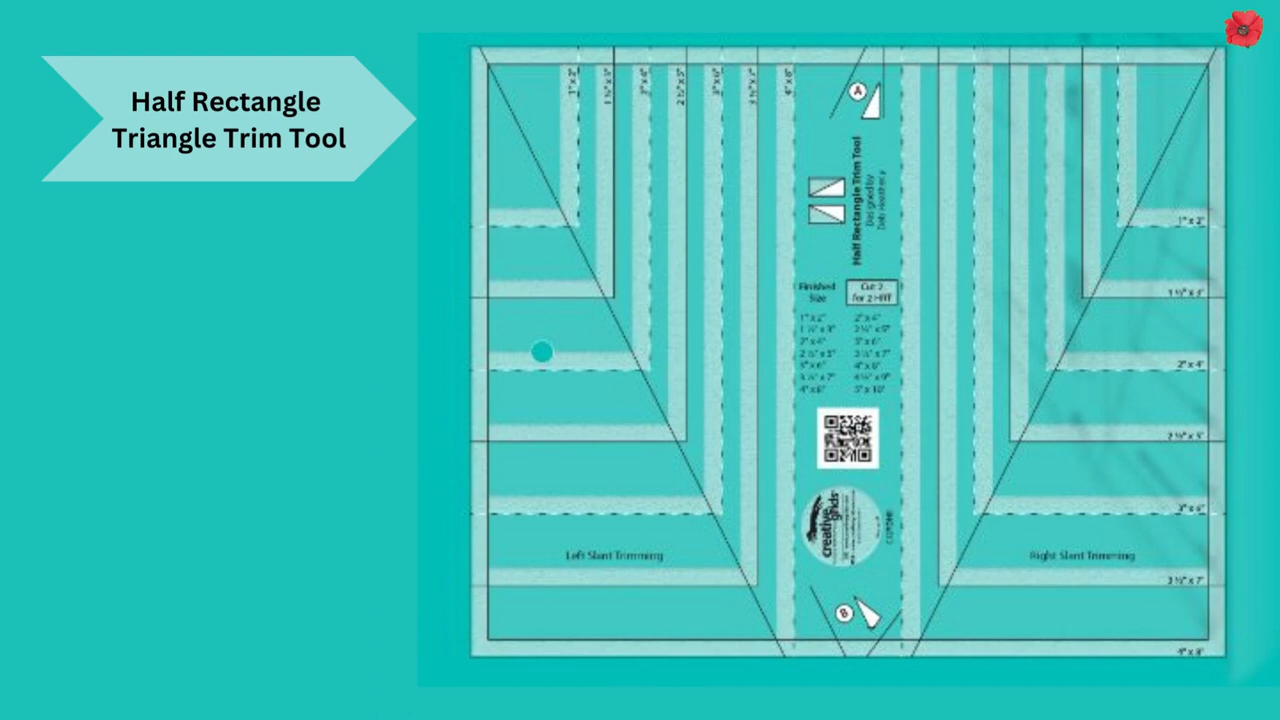 Half Rectangle
Triangle Trim Tool
1" x 2"
1 ½" x 3"
2" x 4"
2 ½" x 5"
3" x 6"
3 ½" x 7"
4" x 8"
A
Half Rectangle Trim Tool
Designed by
Deb Heatherly
Finished
Size
Cut 2
for 2 HRT
1" x 2" 2" x 4"
1 ½" x 3" 2 ½" x 5"
2" x 4" 3" x 6"
2 ½" x 5" 3 ½" x 7"
3" x 6" 4" x 8"
3 ½" x 7" 4 ½" x 9"
4" x 8" 5" x 10"
creative
grids
B
Left Slant Trimming
Right Slant Trimming
1" x 2"
1 ½" x 3"
2" x 4"
2 ½" x 5"
3" x 6"
3 ½" x 7"
4" x 8"